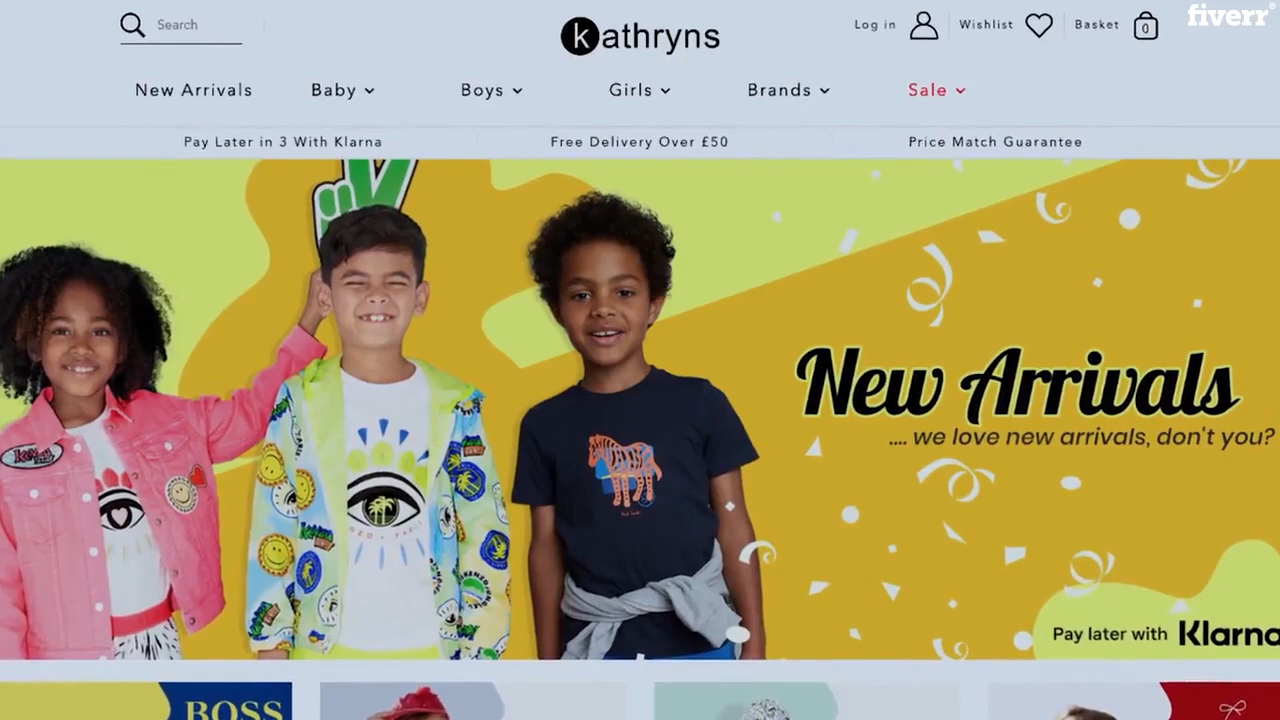 fiverr®
Search
kathryns
Log in
Wishlist
Basket
0
New Arrivals
Baby
Boys
Girls
Brands
Sale
Pay Later in 3 With Klarna
Free Delivery Over £50
Price Match Guarantee
New Arrivals
.... we love new arrivals, don't you?
Pay later with Klarna
BOSS